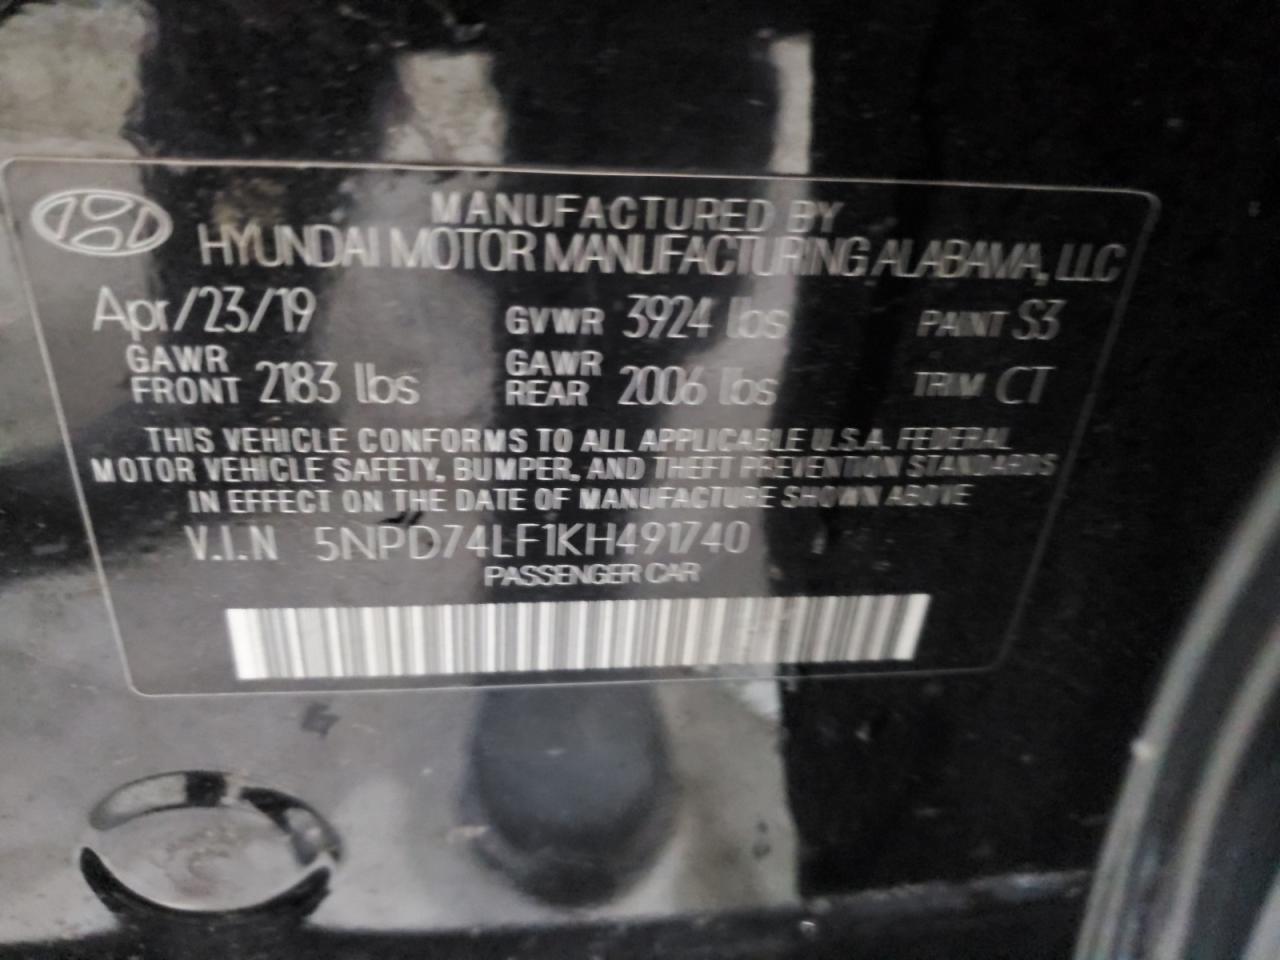 MANUFACTURED BY
HYUNDAI MOTOR MANUFACTURING ALABAMA, LLC
Apr/23/19 GVWR 3924 lbs PAINT S3
GAWR FRONT 2183 lbs GAWR REAR 2006 lbs TRIM CT
THIS VEHICLE CONFORMS TO ALL APPLICABLE U.S.A. FEDERAL
MOTOR VEHICLE SAFETY, BUMPER, AND THEFT PREVENTION STANDARDS
IN EFFECT ON THE DATE OF MANUFACTURE SHOWN ABOVE
V.I.N 5NPD74LF1KH491740
PASSENGER CAR